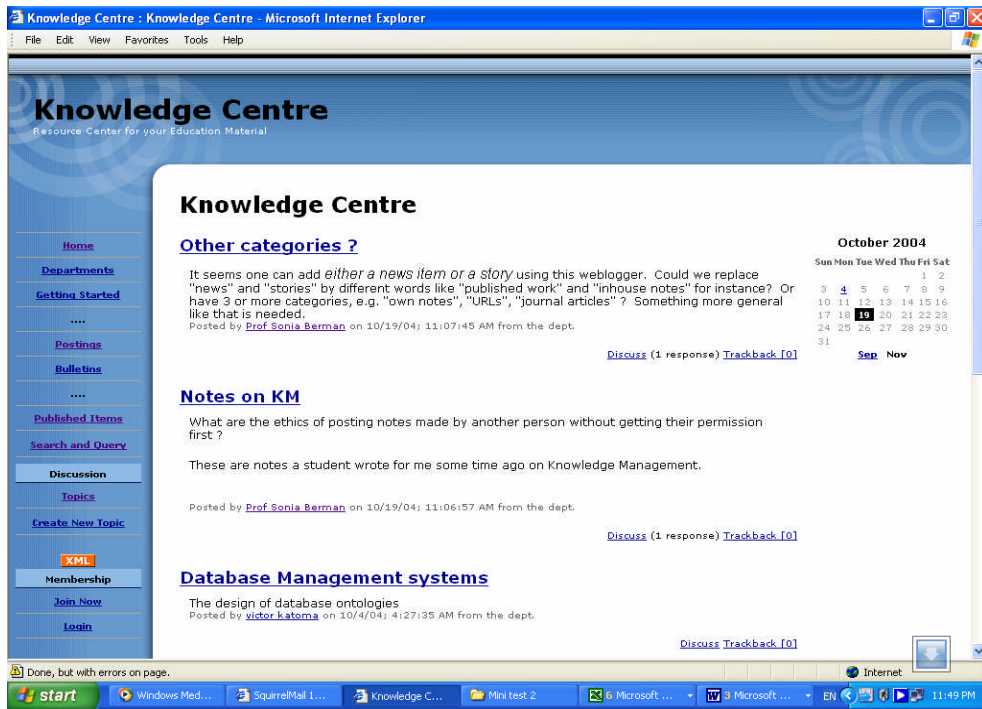 Knowledge Centre : Knowledge Centre - Microsoft Internet Explorer
File Edit View Favorites Tools Help
Knowledge Centre
Resource Center for your Education Material
Home
Departments
Getting Started
....
Postings
Bulletins
....
Published Items
Search and Query
Discussion
Topics
Create New Topic
XML
Membership
Join Now
Login
Knowledge Centre
Other categories ?
It seems one can add either a news item or a story using this weblogger. Could we replace
"news" and "stories" by different words like "published work" and "inhouse notes" for instance? Or
have 3 or more categories, e.g. "own notes", "URLs", "journal articles" ? Something more general
like that is needed.
Posted by Prof Sonia Berman on 10/19/04; 11:07:45 AM from the dept.
Discuss (1 response) Trackback [0]
Notes on KM
What are the ethics of posting notes made by another person without getting their permission
first ?
These are notes a student wrote for me some time ago on Knowledge Management.
Posted by Prof Sonia Berman on 10/19/04; 11:06:57 AM from the dept.
Discuss (1 response) Trackback [0]
Database Management systems
The design of database ontologies
Posted by victor katoma on 10/4/04; 4:27:35 AM from the dept.
Discuss Trackback [0]
October 2004
Sun Mon Tue Wed Thu Fri Sat
1 2
3 4 5 6 7 8 9
10 11 12 13 14 15 16
17 18 19 20 21 22 23
24 25 26 27 28 29 30
31
Sep Nov
Done, but with errors on page.
Internet
start
Windows Med...
SquirrelMail 1...
Knowledge C...
Mini test 2
6 Microsoft ...
3 Microsoft ...
EN
11:49 PM